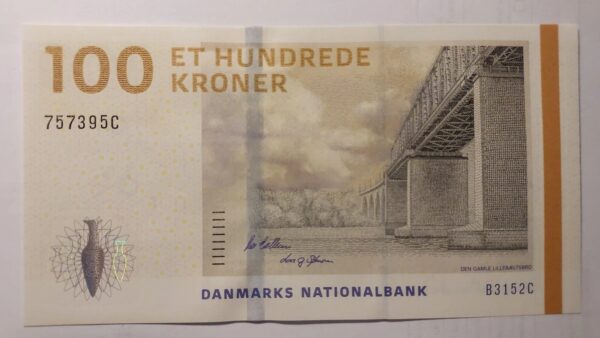 100 ET HUNDREDE
KRONER
757395C
DEN GAMLE LILLEBÆLTSBRO
DANMARKS NATIONALBANK
B3152C